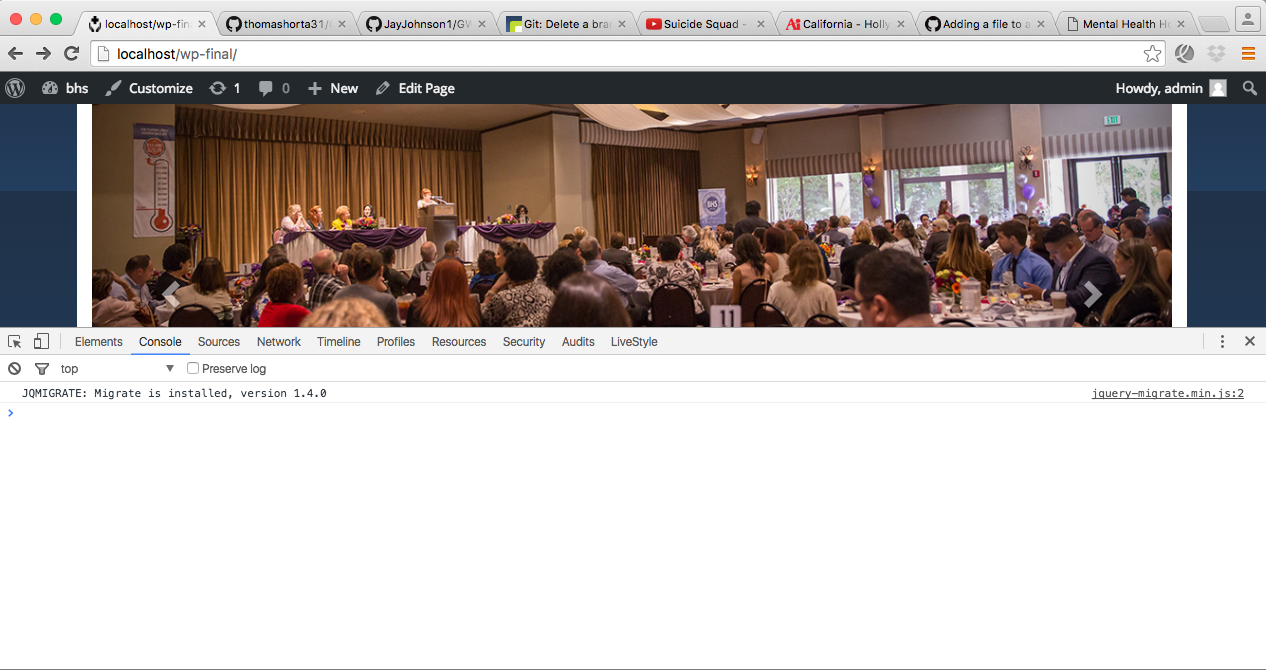 localhost/wp-fin
thomashorta31/
JayJohnson1/GW
Git: Delete a bra
Suicide Squad -
California - Holly
Adding a file to a
Mental Health Ho
localhost/wp-final/
bhs
Customize
1
0
New
Edit Page
Howdy, admin
EXIT
BHS
11
Elements
Console
Sources
Network
Timeline
Profiles
Resources
Security
Audits
LiveStyle
top
Preserve log
JQMIGRATE: Migrate is installed, version 1.4.0
jquery-migrate.min.js:2